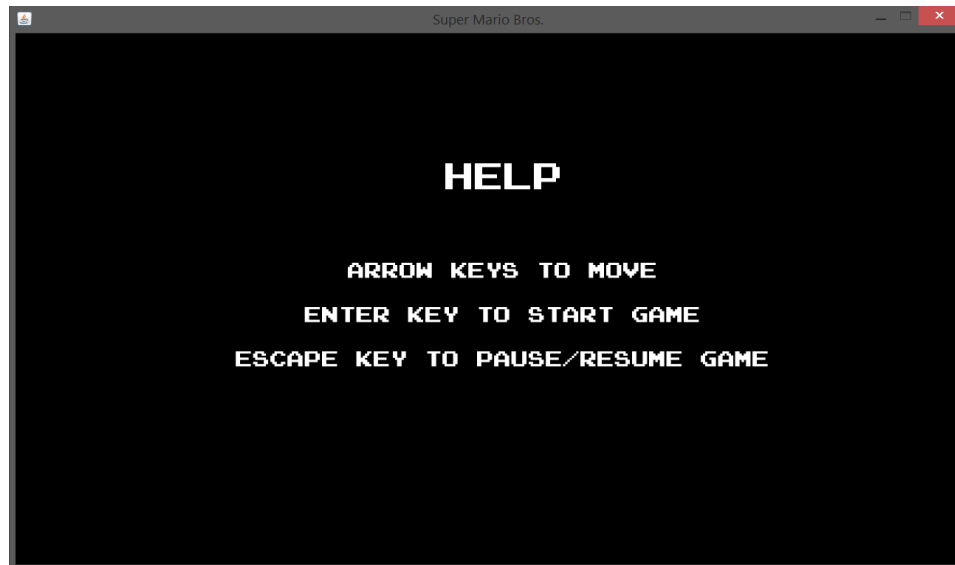 Super Mario Bros.
HELP
ARROW KEYS TO MOVE
ENTER KEY TO START GAME
ESCAPE KEY TO PAUSE/RESUME GAME